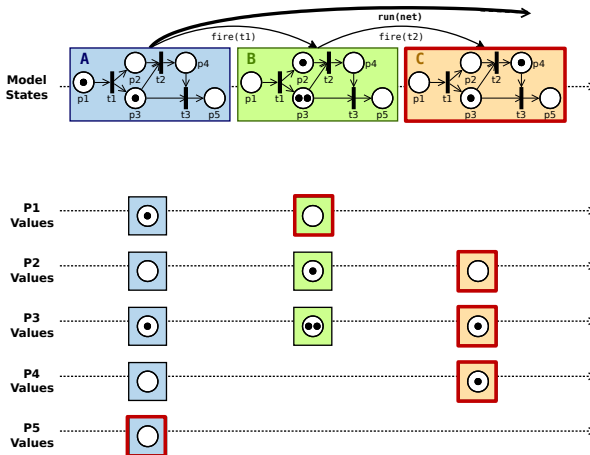 run(net)
fire(t1)
fire(t2)
Model
States
A
p1
t1
p2
p3
t2
p4
t3
p5
B
p1
t1
p2
p3
t2
p4
t3
p5
C
p1
t1
p2
p3
t2
p4
t3
p5
P1
Values
P2
Values
P3
Values
P4
Values
P5
Values